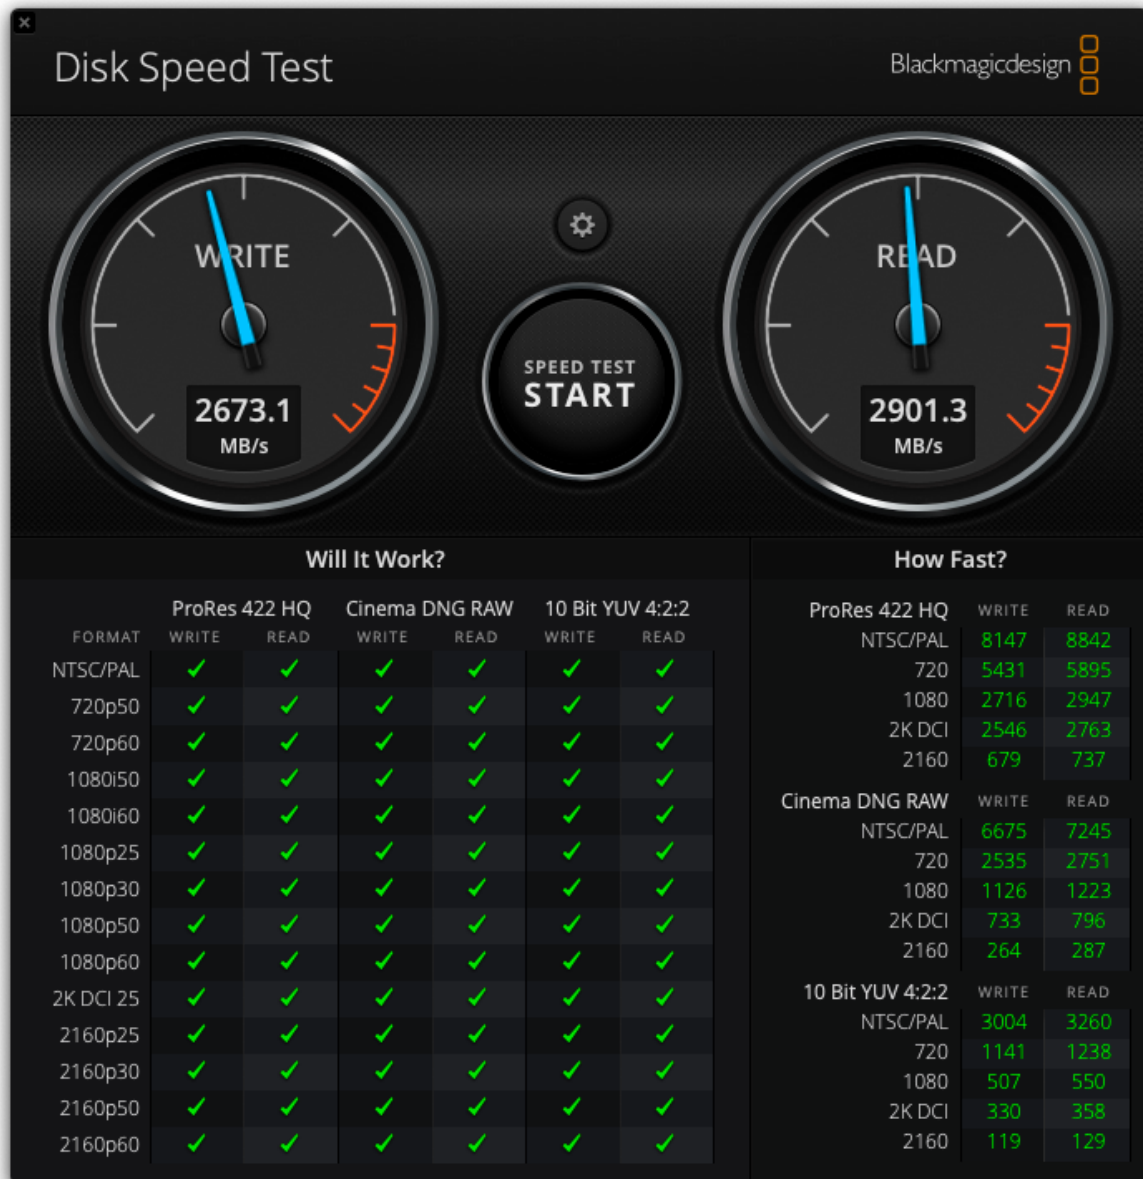 Disk Speed Test
Blackmagicdesign
WRITE
2673.1
MB/s
SPEED TEST
START
READ
2901.3
MB/s
Will It Work?
ProRes 422 HQ Cinema DNG RAW 10 Bit YUV 4:2:2
FORMAT WRITE READ WRITE READ WRITE READ
NTSC/PAL
720p50
720p60
1080i50
1080i60
1080p25
1080p30
1080p50
1080p60
2K DCI 25
2160p25
2160p30
2160p50
2160p60
How Fast?
ProRes 422 HQ WRITE READ
NTSC/PAL 8147 8842
720 5431 5895
1080 2716 2947
2K DCI 2546 2763
2160 679 737
Cinema DNG RAW WRITE READ
NTSC/PAL 6675 7245
720 2535 2751
1080 1126 1223
2K DCI 733 796
2160 264 287
10 Bit YUV 4:2:2 WRITE READ
NTSC/PAL 3004 3260
720 1141 1238
1080 507 550
2K DCI 330 358
2160 119 129